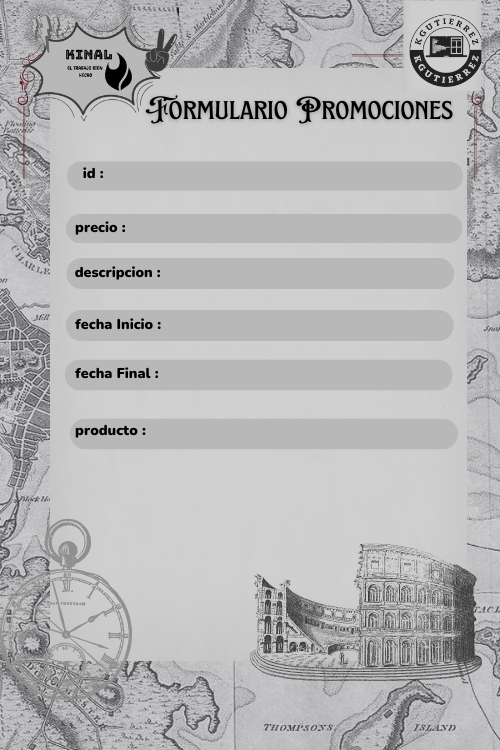 KINAL
EL TRABAJO BIEN
HECHO
KGUTIERREZ
KGUTIERREZ
Formulario Promociones
id :
precio :
descripcion :
fecha Inicio :
fecha Final :
producto :
THOMPSONS ISLAND